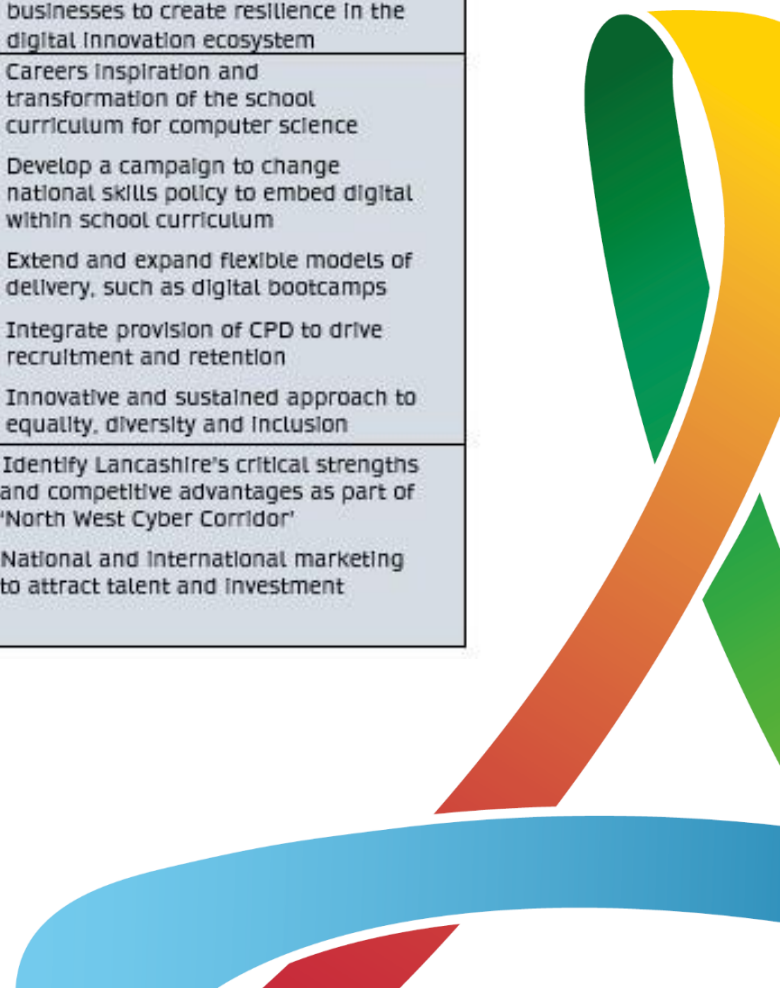 businesses to create resilience in the
digital innovation ecosystem
Careers inspiration and
transformation of the school
curriculum for computer science
Develop a campaign to change
national skills policy to embed digital
within school curriculum
Extend and expand flexible models of
delivery, such as digital bootcamps
Integrate provision of CPD to drive
recruitment and retention
Innovative and sustained approach to
equality, diversity and inclusion
Identify Lancashire's critical strengths
and competitive advantages as part of
'North West Cyber Corridor'
National and international marketing
to attract talent and investment